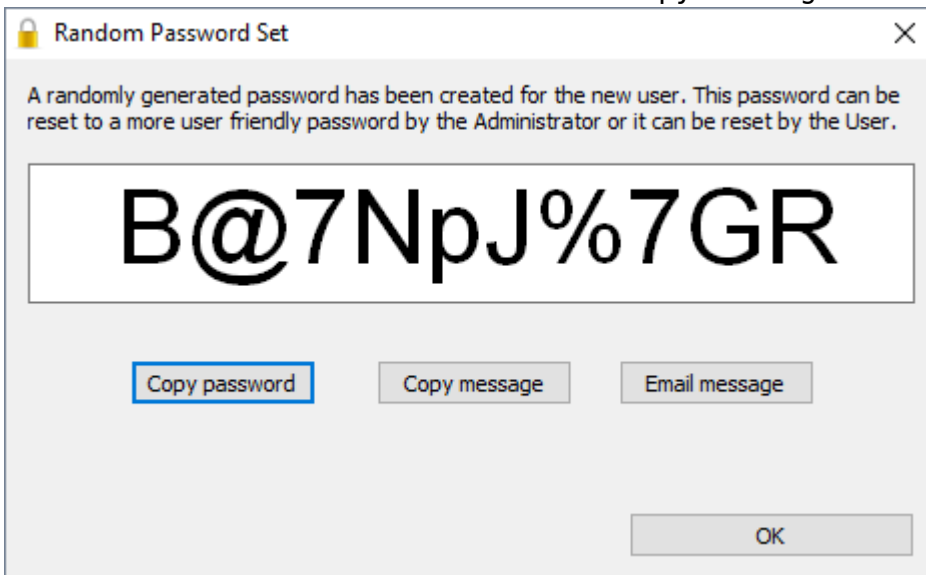 Random Password Set
A randomly generated password has been created for the new user. This password can be
reset to a more user friendly password by the Administrator or it can be reset by the User.
B@7NpJ%7GR
Copy password Copy message Email message
OK